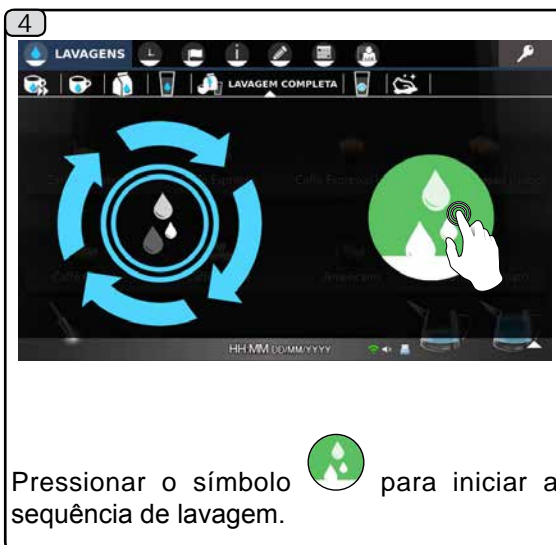 4
LAVAGENS
LAVAGEM COMPLETA
HH:MM DD/MM/YYYY
Pressionar o símbolo para iniciar a
sequência de lavagem.